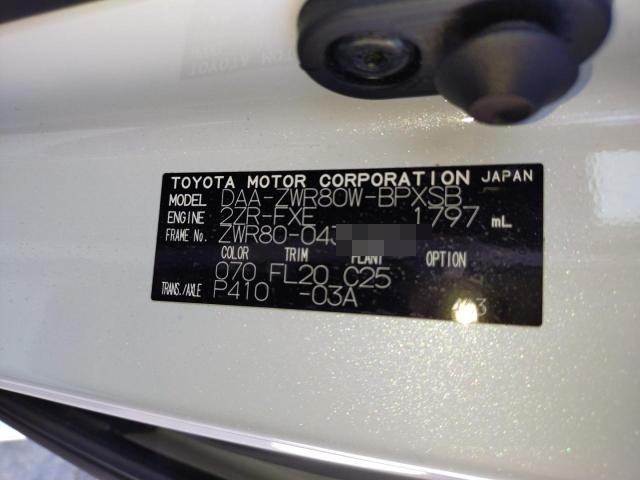 TOYOTA MOTOR CORPORATION JAPAN
MODEL DAA-ZWR80W-BPXSB
ENGINE 2ZR-FXE 1797 mL
FRAME No. ZWR80-043
COLOR TRIM PLANT OPTION
070 FL20 C25
TRANS./AXLE P410 -03A